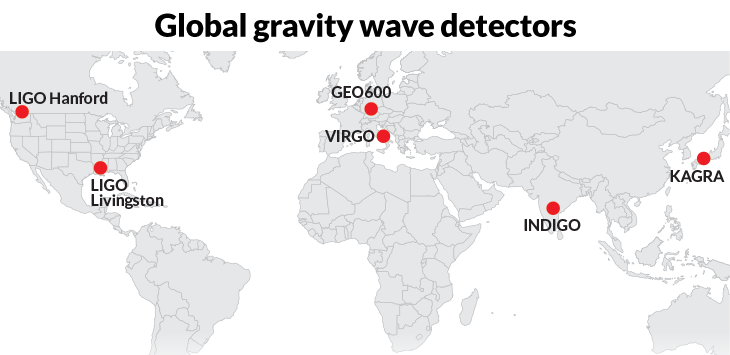 Global gravity wave detectors
LIGO Hanford
GEO600
VIRGO
LIGO
Livingston
KAGRA
INDIGO